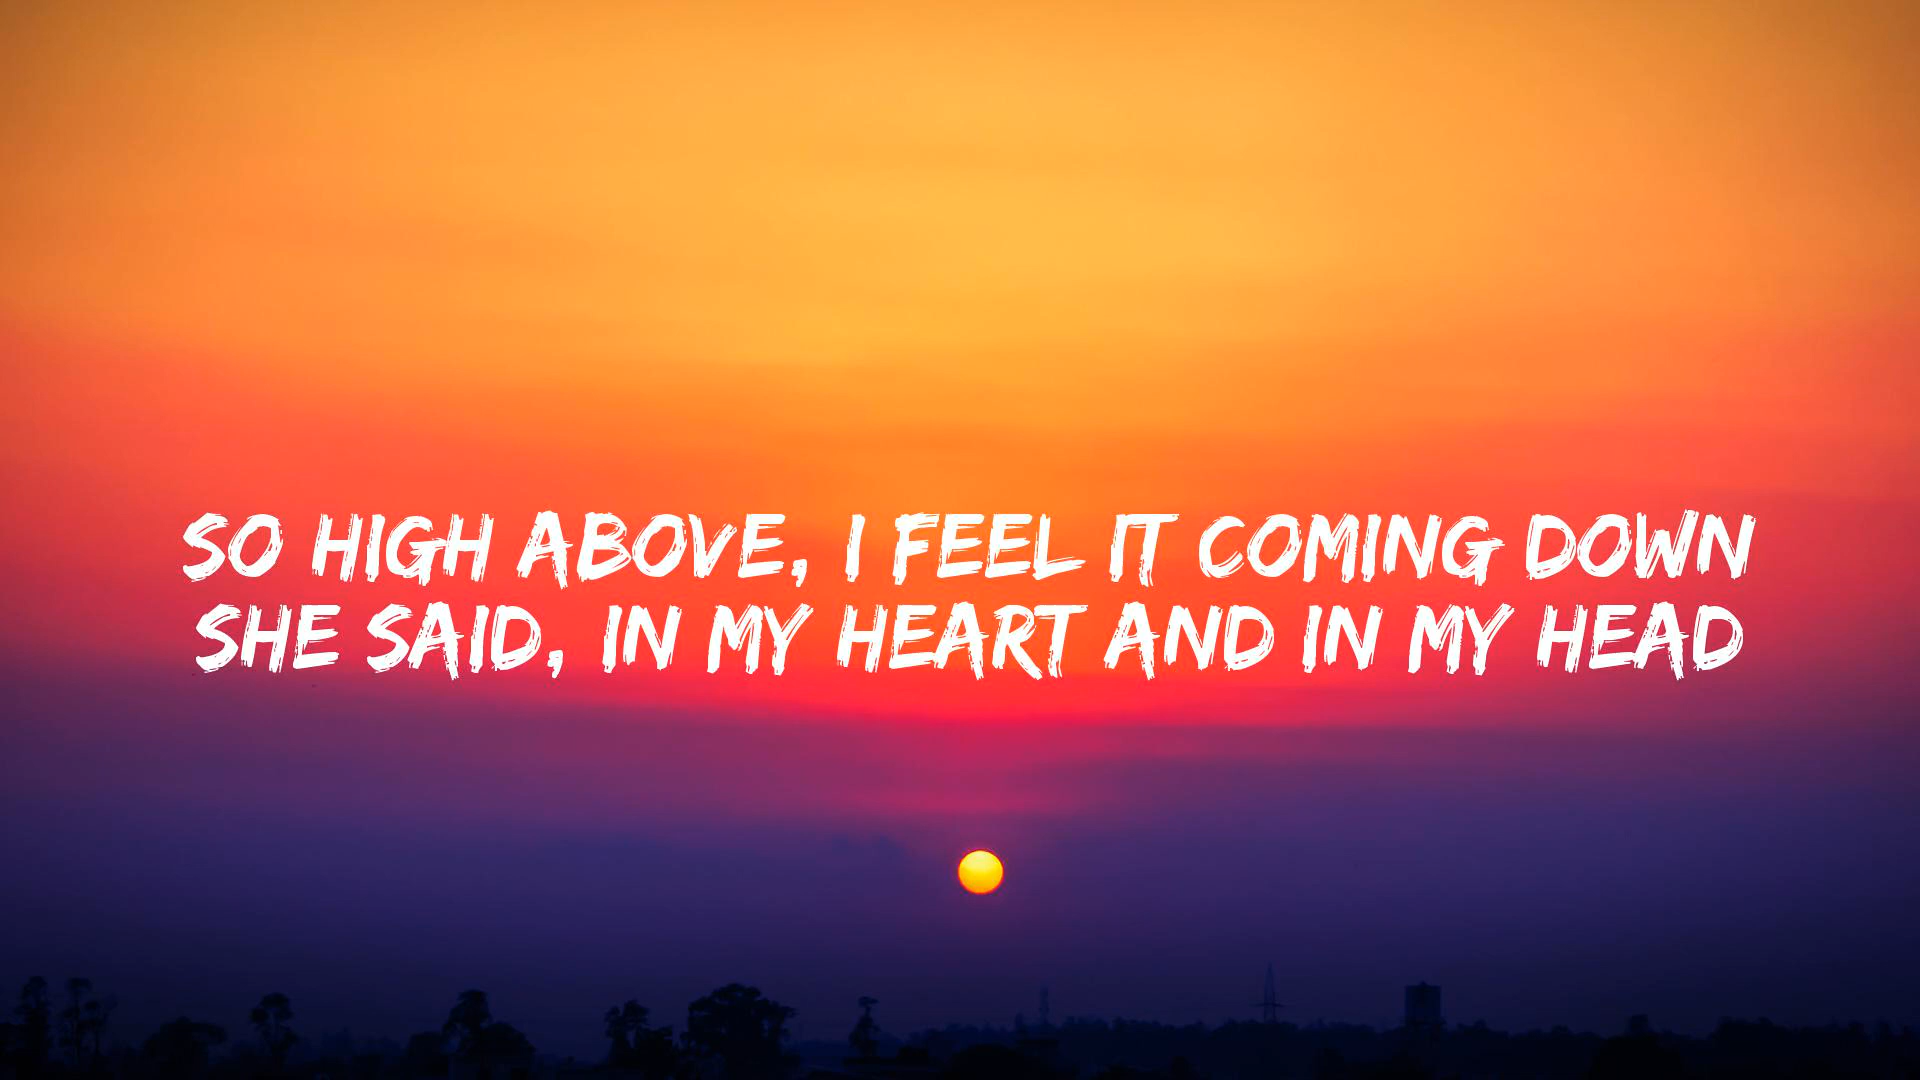 SO HIGH ABOVE, I FEEL IT COMING DOWN
SHE SAID, IN MY HEART AND IN MY HEAD